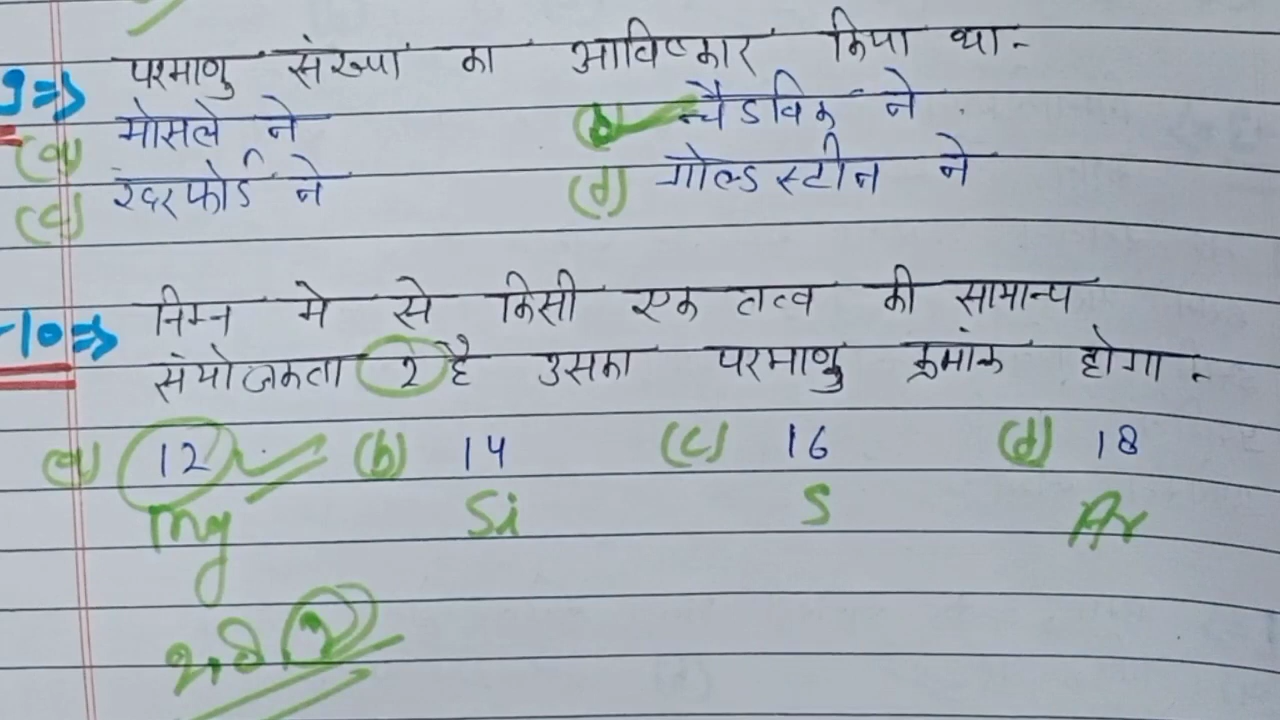 9⇒ परमाणु संख्या का आविष्कार किया था-
(a) मोसले ने (b) चैडविक ने
(c) रदरफोर्ड ने (d) गोल्डस्टीन ने
10⇒ निम्न मे से किसी एक तत्व की सामान्य
संयोजकता 2 है उसका परमाणु क्रमांक होगा-
(a) 12 (b) 14 (c) 16 (d) 18
Mg Si S Ar
2